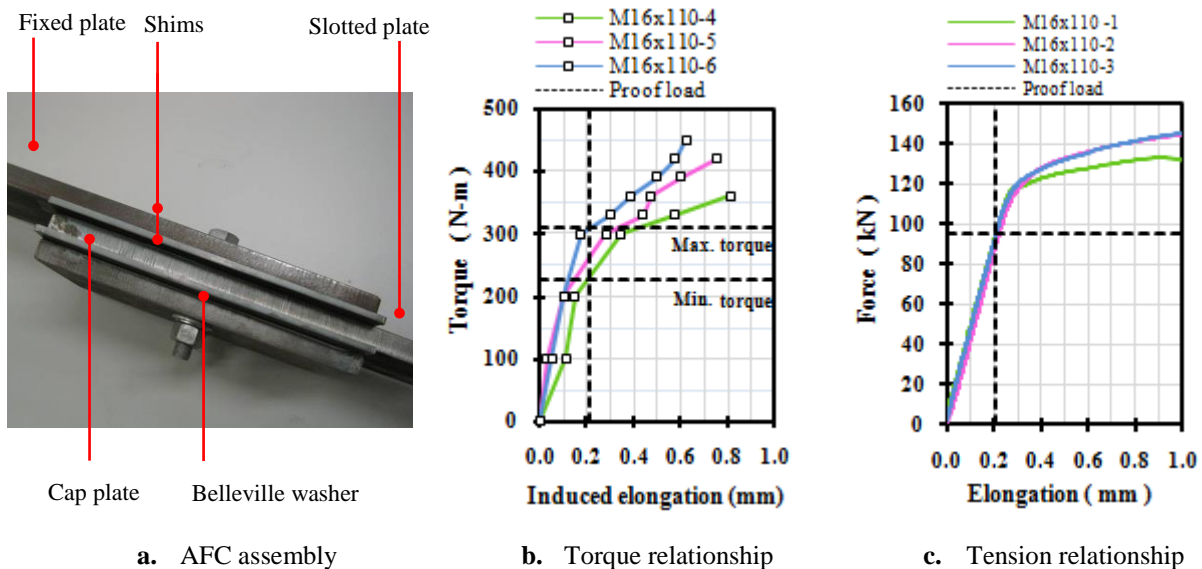 Fixed plate
Shims
Slotted plate
Cap plate
Belleville washer
a. AFC assembly
M16x110-4
M16x110-5
M16x110-6
Proof load
500
400
300
200
100
0
Torque ( N-m )
Max. torque
Min. torque
0.0 0.2 0.4 0.6 0.8 1.0
Induced elongation (mm)
b. Torque relationship
M16x110 -1
M16x110-2
M16x110-3
Proof load
160
140
120
100
80
60
40
20
0
Force ( kN )
0.0 0.2 0.4 0.6 0.8 1.0
Elongation ( mm )
c. Tension relationship